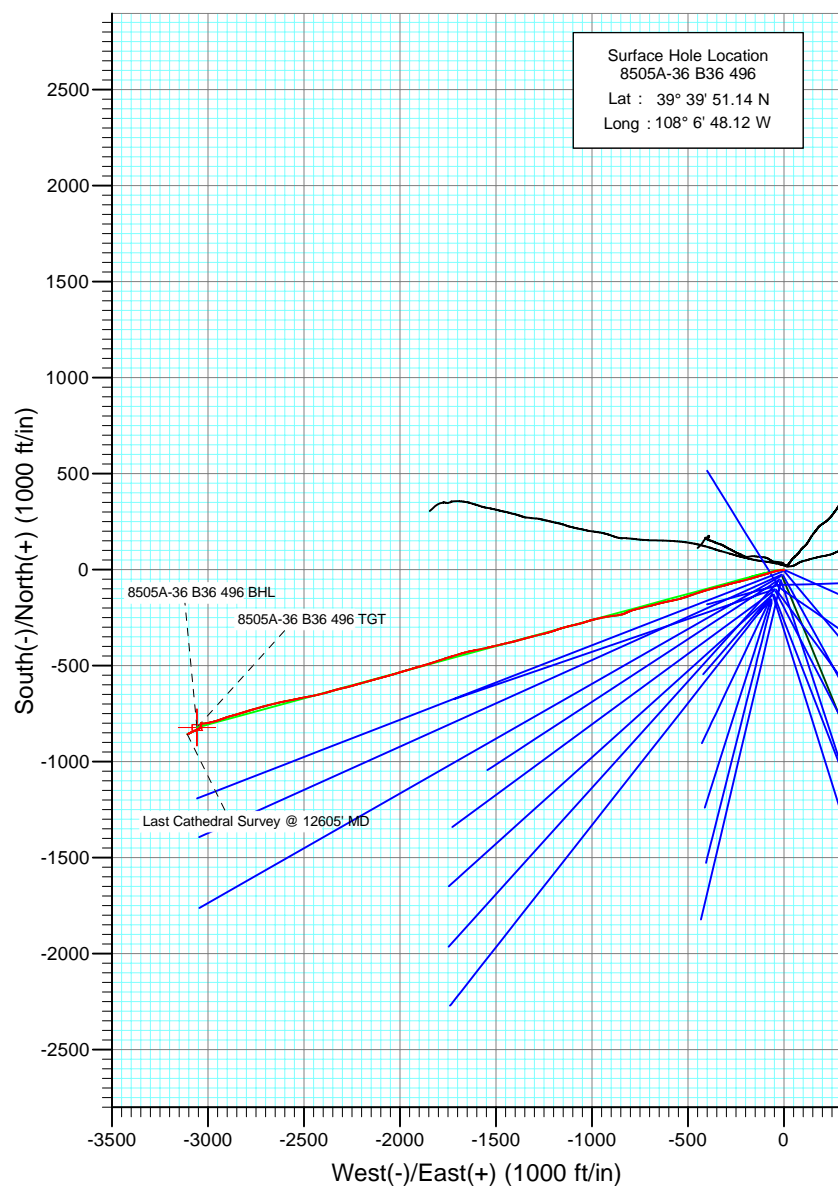 Surface Hole Location
8505A-36 B36 496
Lat : 39° 39' 51.14 N
Long : 108° 6' 48.12 W
2500
2000
1500
1000
500
0
-500
-1000
-1500
-2000
-2500
South(-)/North(+) (1000 ft/in)
8505A-36 B36 496 BHL
8505A-36 B36 496 TGT
Last Cathedral Survey @ 12605' MD
-3500
-3000
-2500
-2000
-1500
-1000
-500
0
West(-)/East(+) (1000 ft/in)